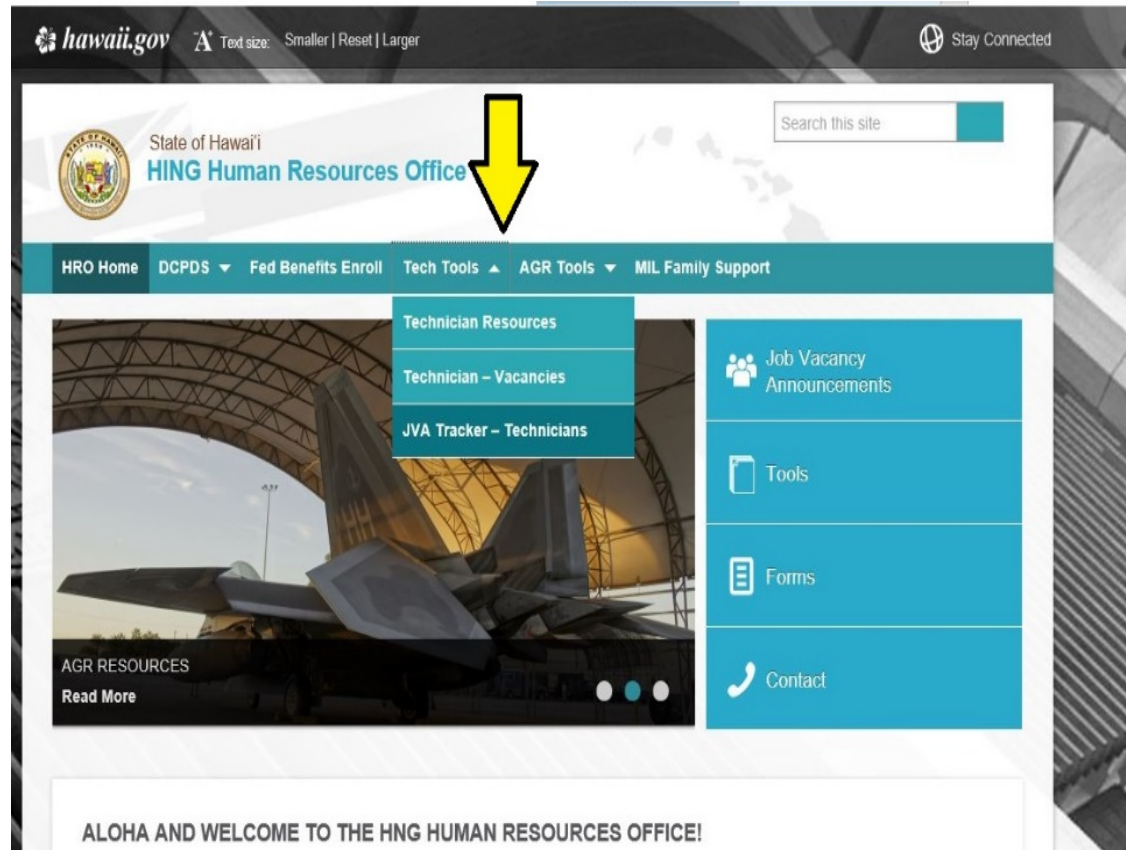 hawaii.gov Text size: Smaller | Reset | Larger Stay Connected
Search this site
State of Hawai'i
HING Human Resources Office
HRO Home DCPDS Fed Benefits Enroll Tech Tools AGR Tools MIL Family Support
Technician Resources
Technician – Vacancies
JVA Tracker – Technicians
Job Vacancy
Announcements
Tools
Forms
Contact
AGR RESOURCES
Read More
ALOHA AND WELCOME TO THE HNG HUMAN RESOURCES OFFICE!